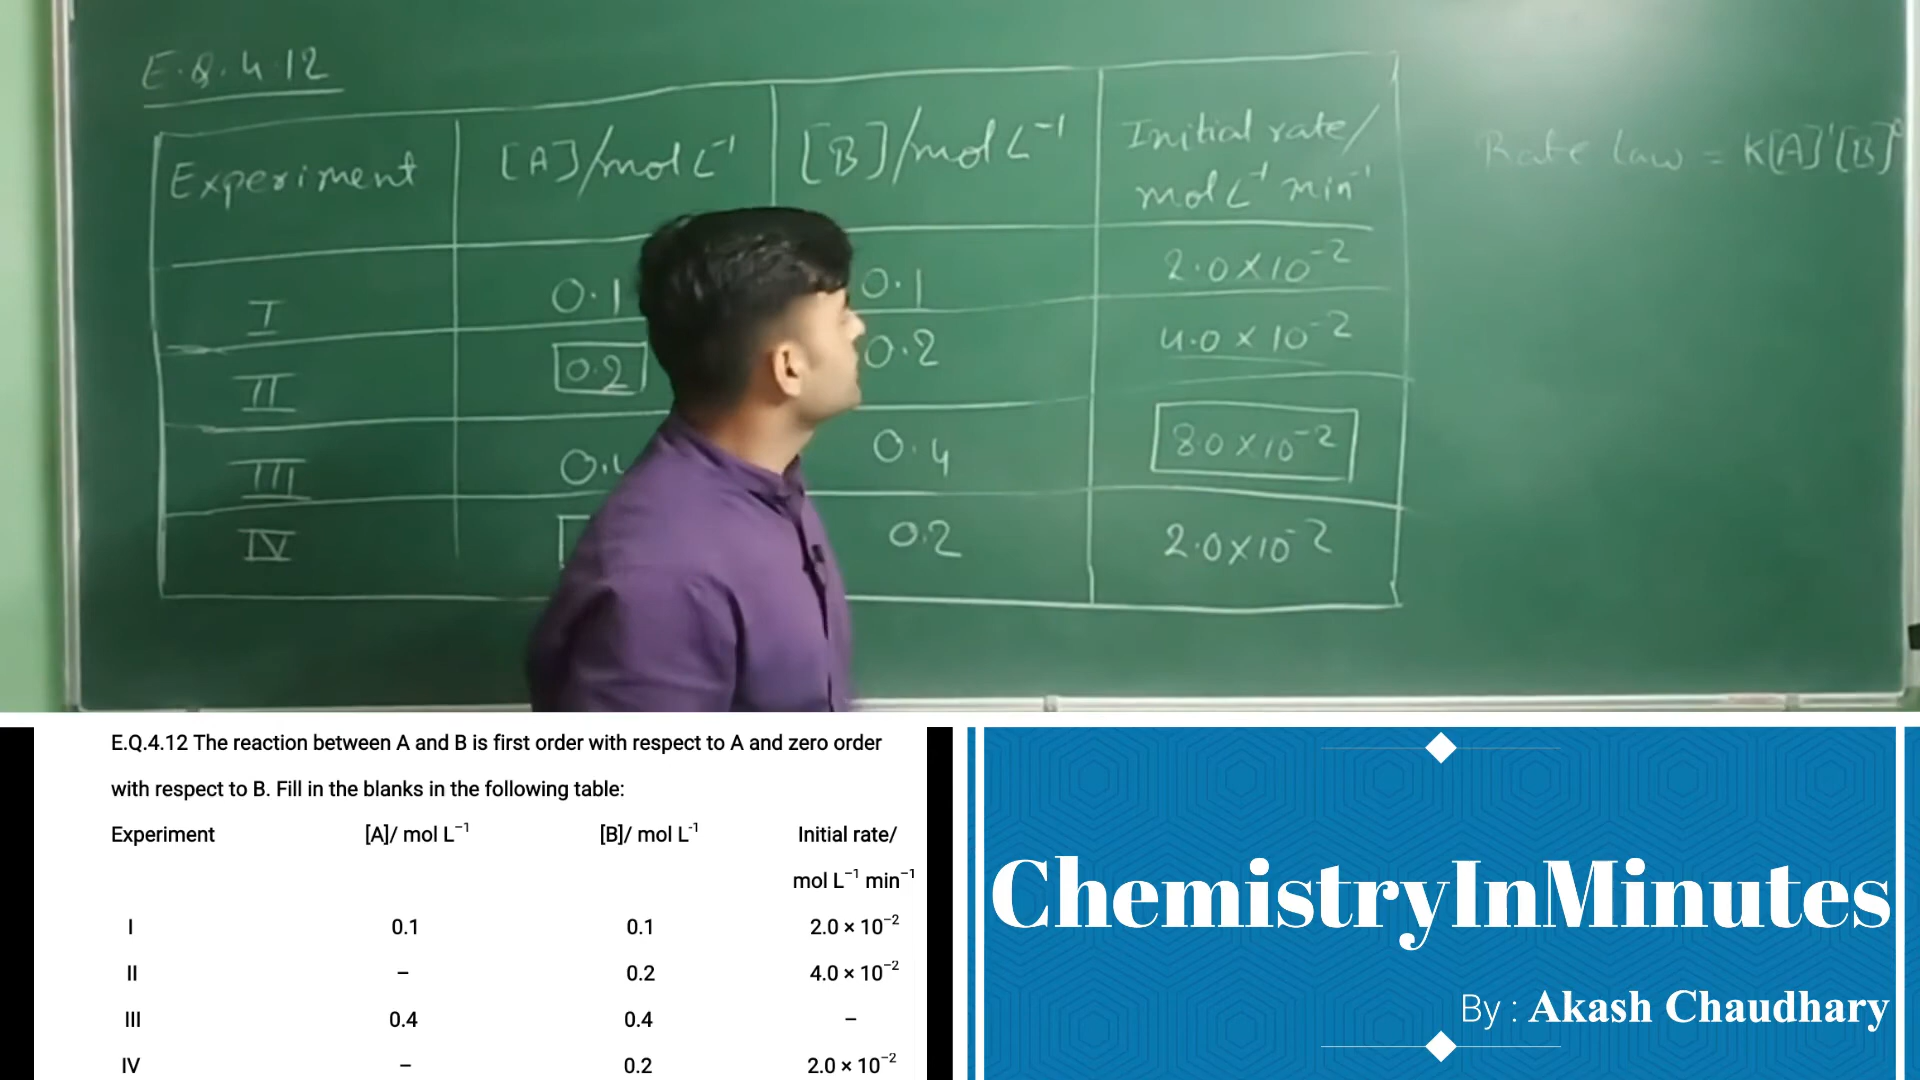 E.Q.4.12
Experiment [A]/mol L⁻¹ [B]/mol L⁻¹ Initial rate/
mol L⁻¹ min⁻¹
Rate law = K[A]¹[B]⁰
I 0.1 0.1 2.0×10⁻²
II 0.2 0.2 4.0 × 10⁻²
III 0.4 8.0×10⁻²
IV 0.2 2.0×10⁻²
E.Q.4.12 The reaction between A and B is first order with respect to A and zero order
with respect to B. Fill in the blanks in the following table:
Experiment [A]/ mol L⁻¹ [B]/ mol L⁻¹ Initial rate/
mol L⁻¹ min⁻¹
I 0.1 0.1 2.0 × 10⁻²
II – 0.2 4.0 × 10⁻²
III 0.4 0.4 –
IV – 0.2 2.0 × 10⁻²
ChemistryInMinutes
By : Akash Chaudhary